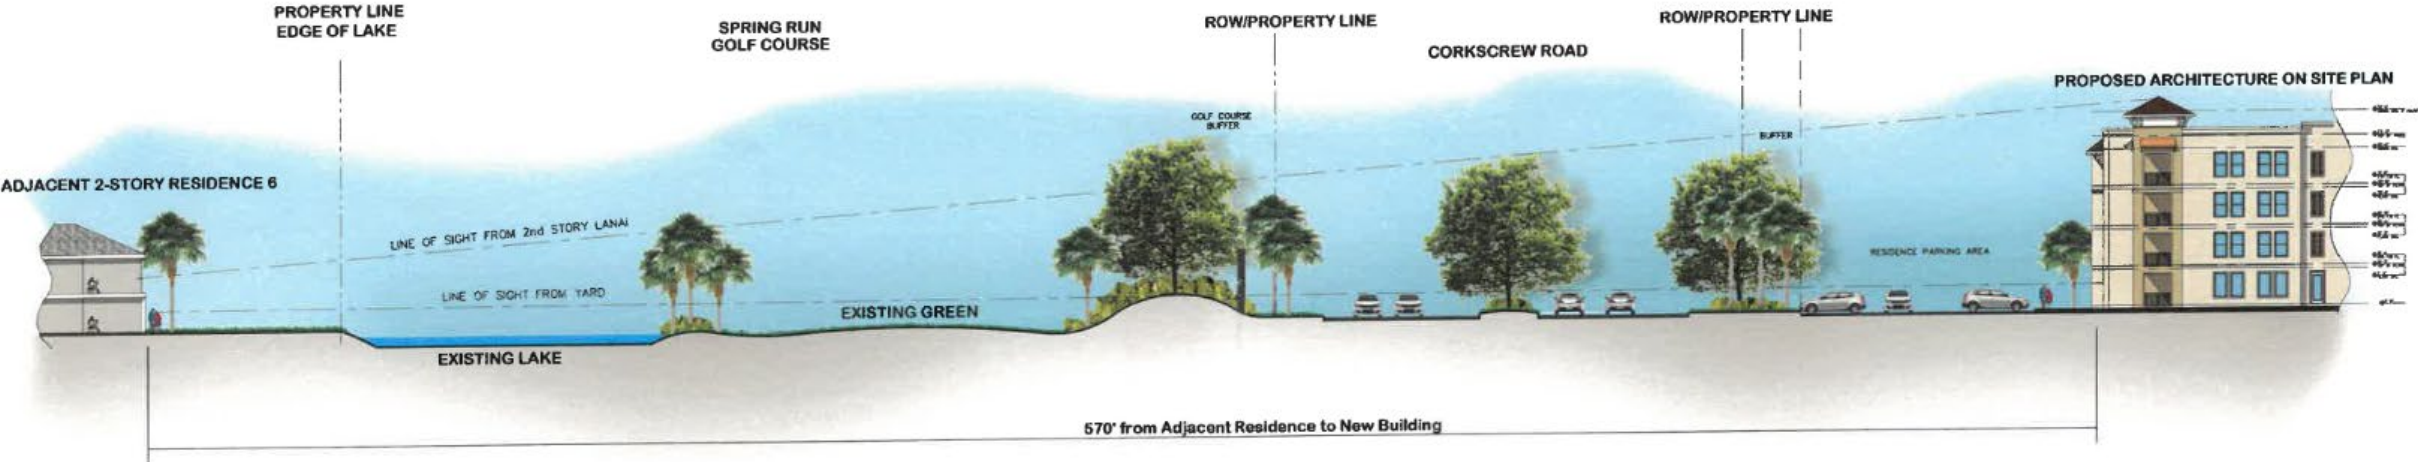 PROPERTY LINE
EDGE OF LAKE
SPRING RUN
GOLF COURSE
ROW/PROPERTY LINE
ROW/PROPERTY LINE
CORKSCREW ROAD
PROPOSED ARCHITECTURE ON SITE PLAN
GOLF COURSE
BUFFER
BUFFER
ADJACENT 2-STORY RESIDENCE 6
LINE OF SIGHT FROM 2nd STORY LANAI
RESIDENCE PARKING AREA
LINE OF SIGHT FROM YARD
EXISTING GREEN
EXISTING LAKE
570' from Adjacent Residence to New Building